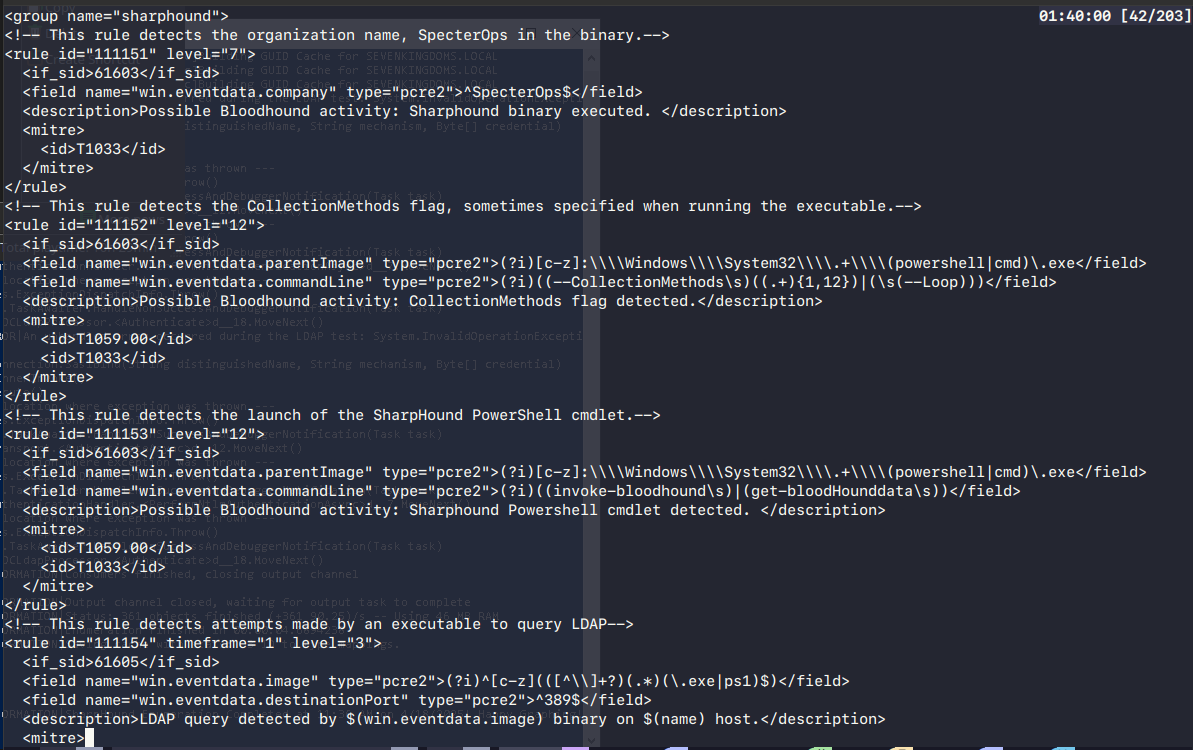 <group name="sharphound">
01:40:00 [42/203]
<!-- This rule detects the organization name, SpecterOps in the binary.-->
<rule id="111151" level="7">
  <if_sid>61603</if_sid>
  <field name="win.eventdata.company" type="pcre2">^SpecterOps$</field>
  <description>Possible Bloodhound activity: Sharphound binary executed. </description>
  <mitre>
    <id>T1033</id>
  </mitre>
</rule>
<!-- This rule detects the CollectionMethods flag, sometimes specified when running the executable.-->
<rule id="111152" level="12">
  <if_sid>61603</if_sid>
  <field name="win.eventdata.parentImage" type="pcre2">(?i)[c-z]:\\\\Windows\\\\System32\\\\.+\\\\(powershell|cmd)\.exe</field>
  <field name="win.eventdata.commandLine" type="pcre2">(?i)((--CollectionMethods\s)((.+){1,12})|(\s(--Loop)))</field>
  <description>Possible Bloodhound activity: CollectionMethods flag detected.</description>
  <mitre>
    <id>T1059.00</id>
    <id>T1033</id>
  </mitre>
</rule>
<!-- This rule detects the launch of the SharpHound PowerShell cmdlet.-->
<rule id="111153" level="12">
  <if_sid>61603</if_sid>
  <field name="win.eventdata.parentImage" type="pcre2">(?i)[c-z]:\\\\Windows\\\\System32\\\\.+\\\\(powershell|cmd)\.exe</field>
  <field name="win.eventdata.commandLine" type="pcre2">(?i)((invoke-bloodhound\s)|(get-bloodHounddata\s))</field>
  <description>Possible Bloodhound activity: Sharphound Powershell cmdlet detected. </description>
  <mitre>
    <id>T1059.00</id>
    <id>T1033</id>
  </mitre>
</rule>
<!-- This rule detects attempts made by an executable to query LDAP-->
<rule id="111154" timeframe="1" level="3">
  <if_sid>61605</if_sid>
  <field name="win.eventdata.image" type="pcre2">(?i)^[c-z](([^\\]+?)(.*)(\.exe|ps1)$)</field>
  <field name="win.eventdata.destinationPort" type="pcre2">^389$</field>
  <description>LDAP query detected by $(win.eventdata.image) binary on $(name) host.</description>
  <mitre>